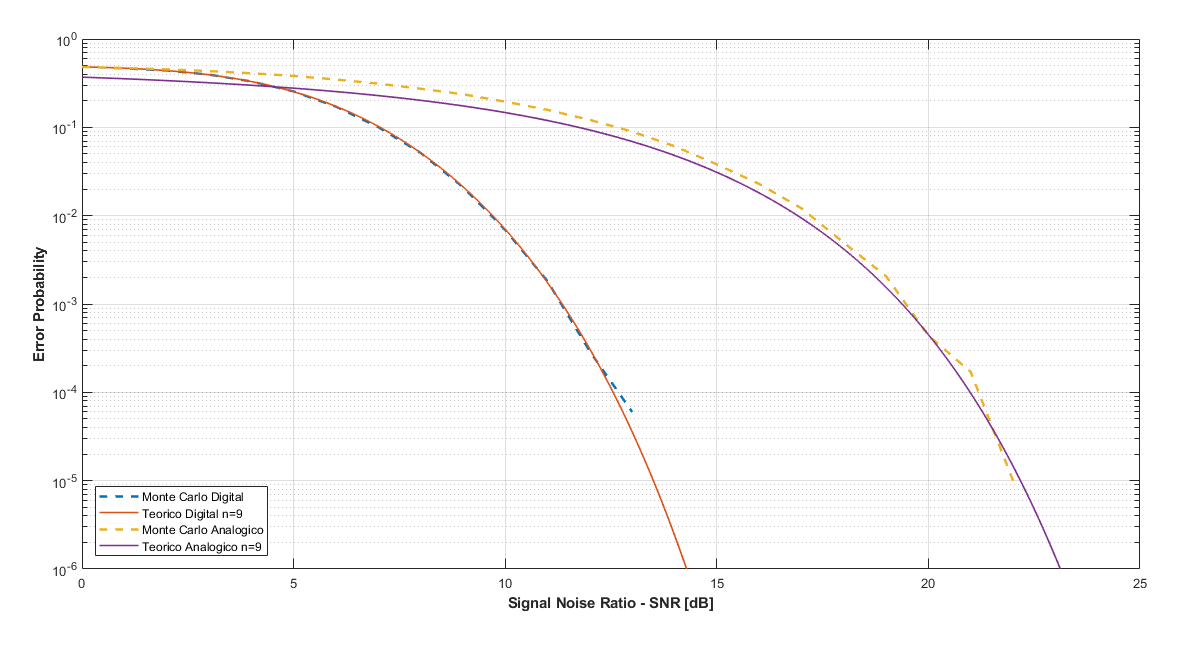 10^0
10^-1
10^-2
10^-3
10^-4
10^-5
10^-6
Error Probability
Monte Carlo Digital
Teorico Digital n=9
Monte Carlo Analogico
Teorico Analogico n=9
0 5 10 15 20 25
Signal Noise Ratio - SNR [dB]